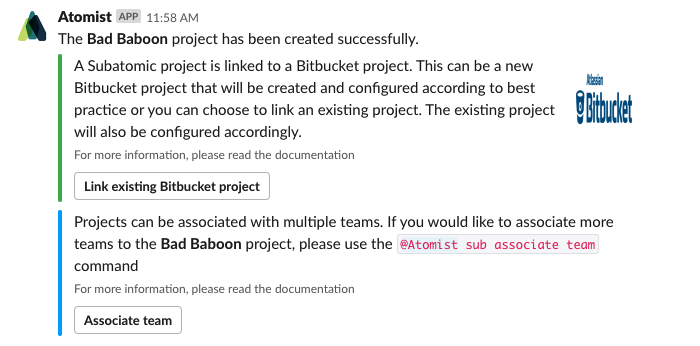 Atomist APP 11:58 AM
The Bad Baboon project has been created successfully.
A Subatomic project is linked to a Bitbucket project. This can be a new
Bitbucket project that will be created and configured according to best
practice or you can choose to link an existing project. The existing project
will also be configured accordingly.
For more information, please read the documentation
Atlassian
Bitbucket
Link existing Bitbucket project
Projects can be associated with multiple teams. If you would like to associate more
teams to the Bad Baboon project, please use the @Atomist sub associate team
command
For more information, please read the documentation
Associate team